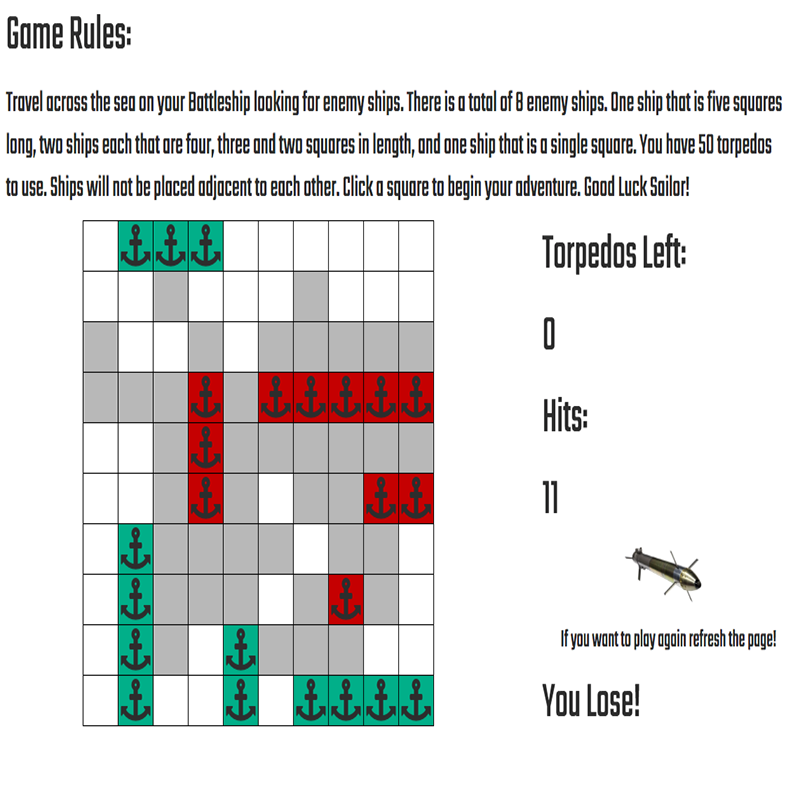 Game Rules:
Travel across the sea on your Battleship looking for enemy ships. There is a total of 8 enemy ships. One ship that is five squares
long, two ships each that are four, three and two squares in length, and one ship that is a single square. You have 50 torpedos
to use. Ships will not be placed adjacent to each other. Click a square to begin your adventure. Good Luck Sailor!
Torpedos Left:
0
Hits:
11
If you want to play again refresh the page!
You Lose!